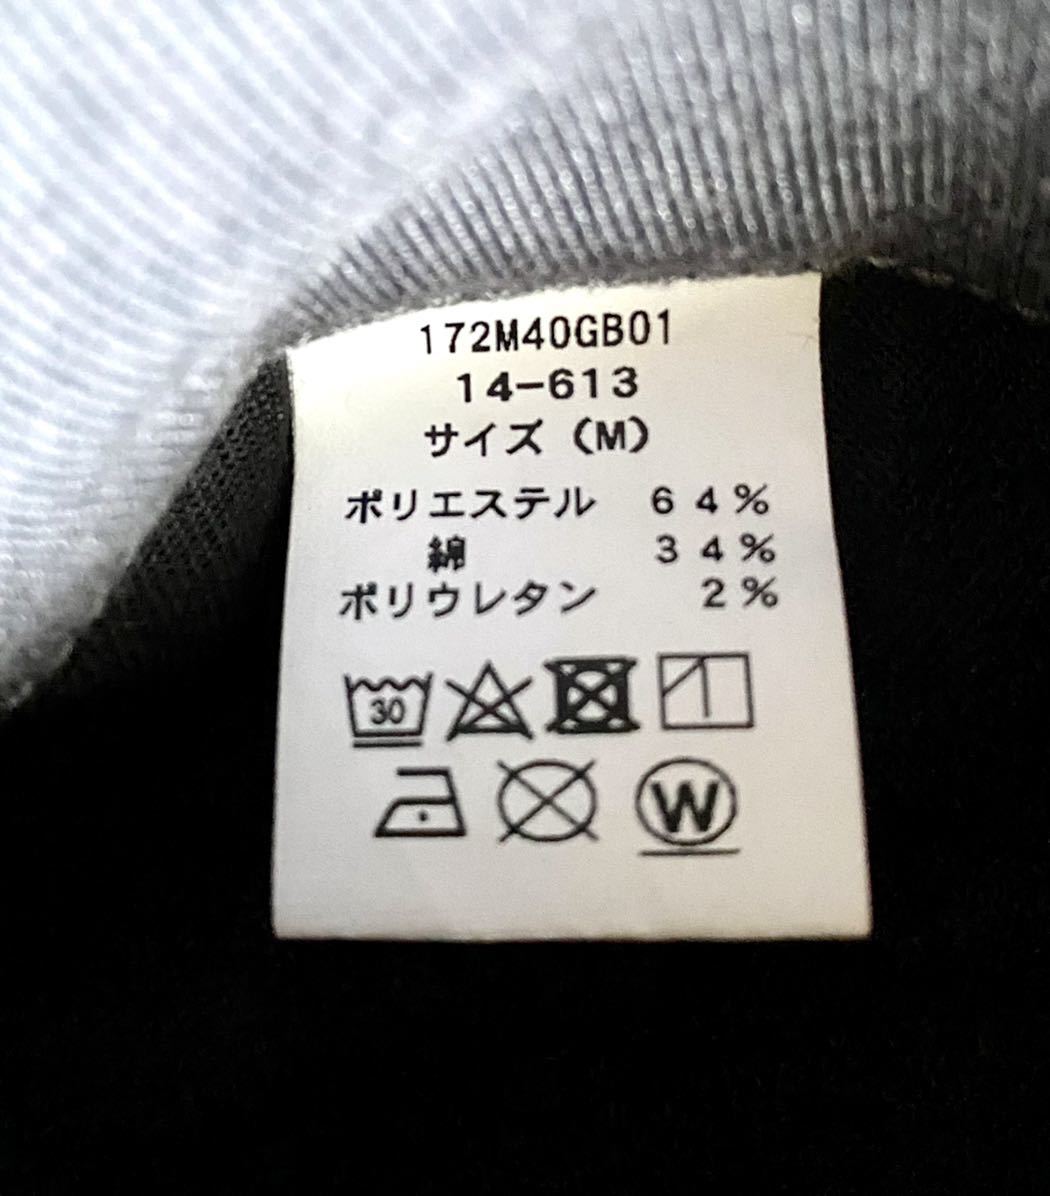 172M40GB01
14-613
サイズ（M）
ポリエステル 64%
綿 34%
ポリウレタン 2%
30
W